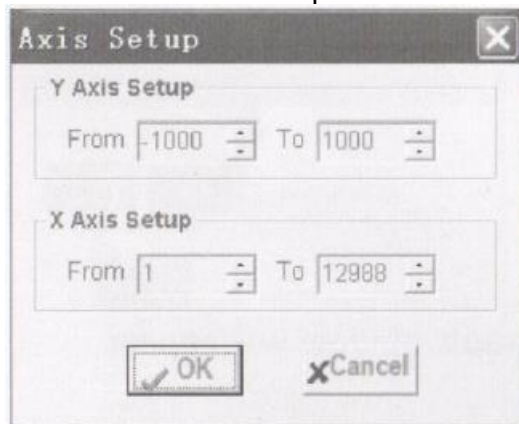 Axis Setup
Y Axis Setup
From -1000 To 1000
X Axis Setup
From 1 To 12988
OK Cancel